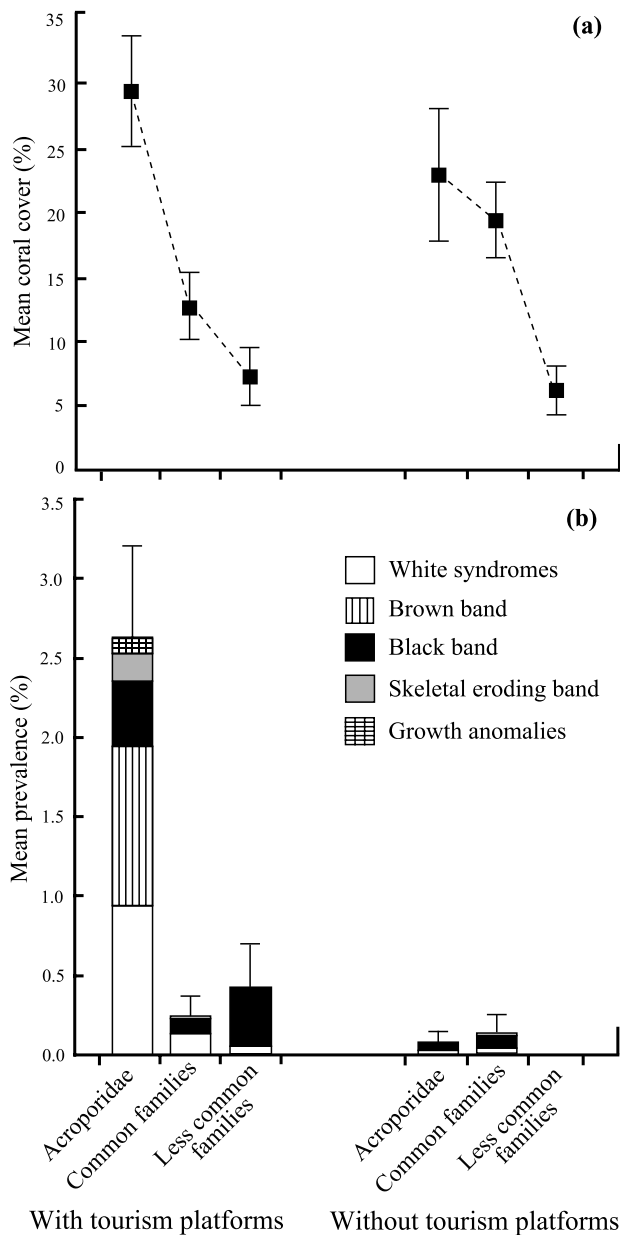 (a)
35
30
25
20
15
10
5
0
Mean coral cover (%)
(b)
3.5
3.0
2.5
2.0
1.5
1.0
0.5
0.0
Mean prevalence (%)
White syndromes
Brown band
Black band
Skeletal eroding band
Growth anomalies
Acroporidae
Common families
Less common
families
Acroporidae
Common families
Less common
families
With tourism platforms
Without tourism platforms